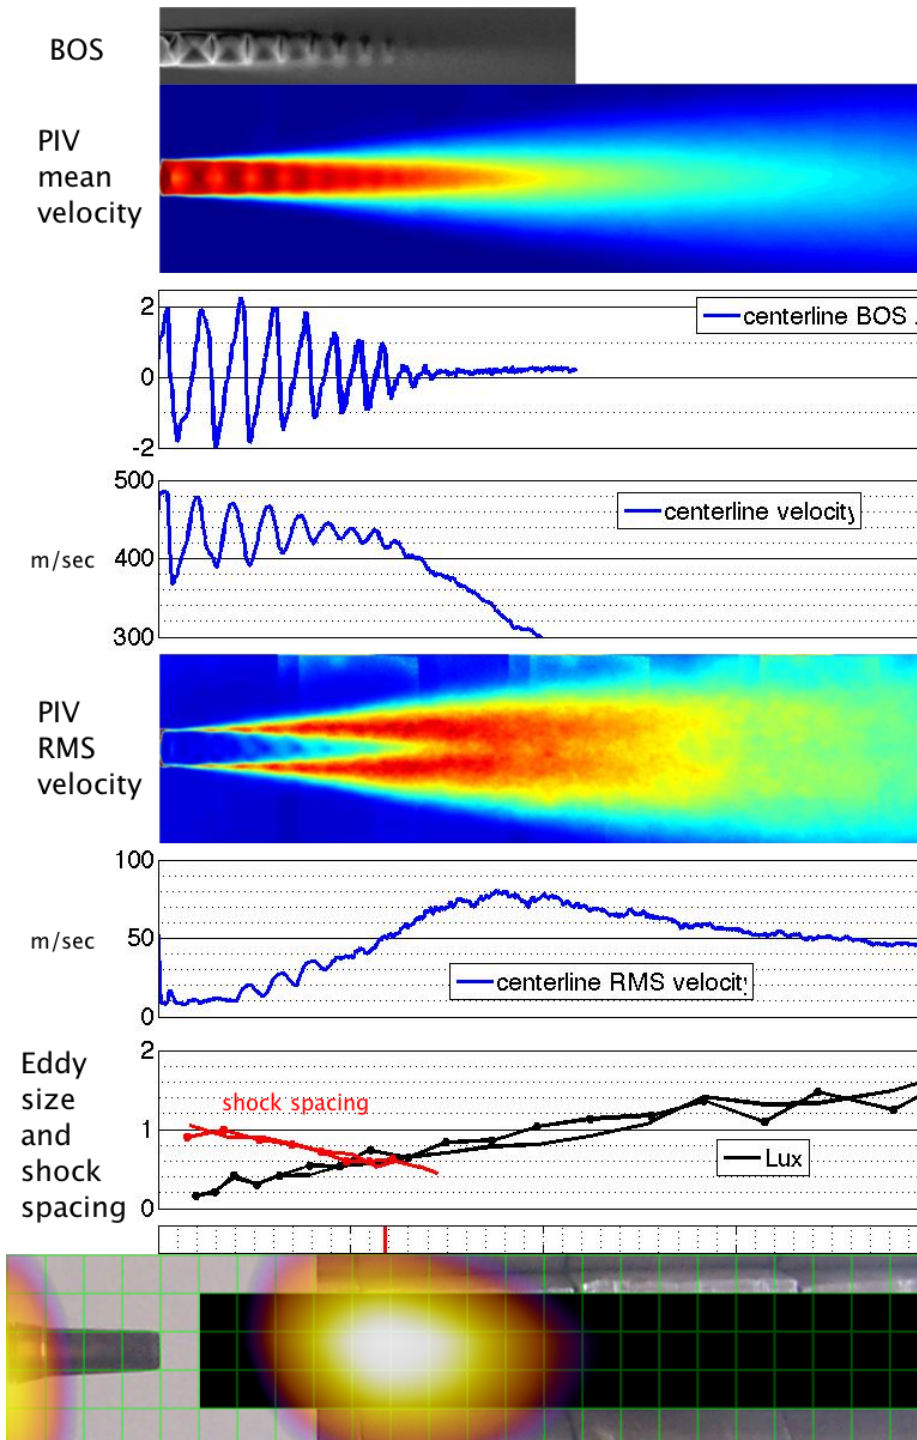 BOS
PIV
mean
velocity
2
centerline BOS
0
-2
500
centerline velocity
m/sec
400
300
PIV
RMS
velocity
100
m/sec
50
centerline RMS velocity
0
Eddy
size
and
shock
spacing
2
shock spacing
1
Lux
0